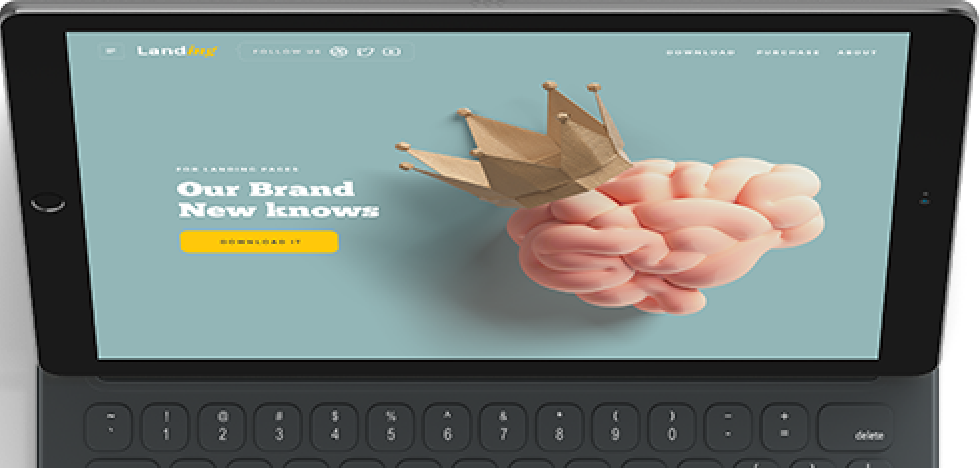 Landing
FOLLOW US
DOWNLOAD PURCHASE ABOUT
FOR LANDING PAGES
Our Brand
New knows
DOWNLOAD IT
~ ! @ # $ % ^ & * ( ) _ +
` 1 2 3 4 5 6 7 8 9 0 - =
delete